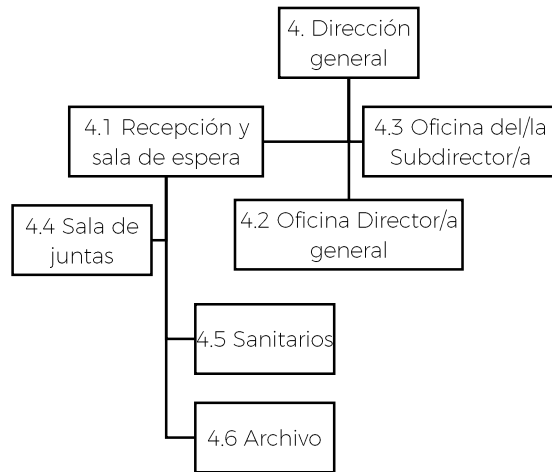 4. Dirección
general
4.1 Recepción y
sala de espera
4.3 Oficina del/la
Subdirector/a
4.2 Oficina Director/a
general
4.4 Sala de
juntas
4.5 Sanitarios
4.6 Archivo